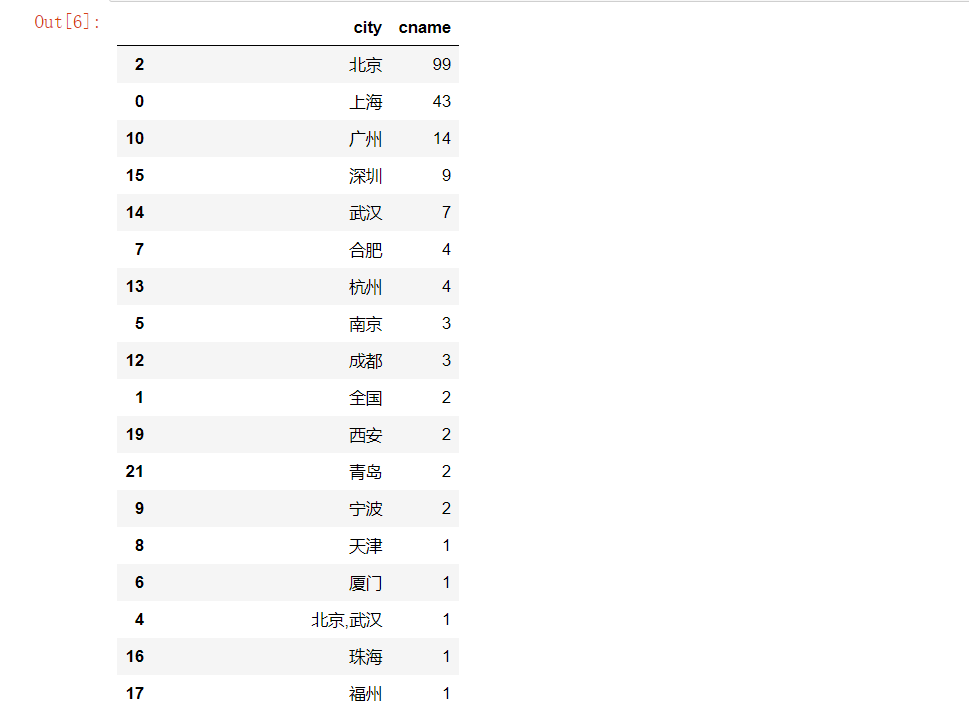 Out[6]:
city cname
2 北京 99
0 上海 43
10 广州 14
15 深圳 9
14 武汉 7
7 合肥 4
13 杭州 4
5 南京 3
12 成都 3
1 全国 2
19 西安 2
21 青岛 2
9 宁波 2
8 天津 1
6 厦门 1
4 北京,武汉 1
16 珠海 1
17 福州 1